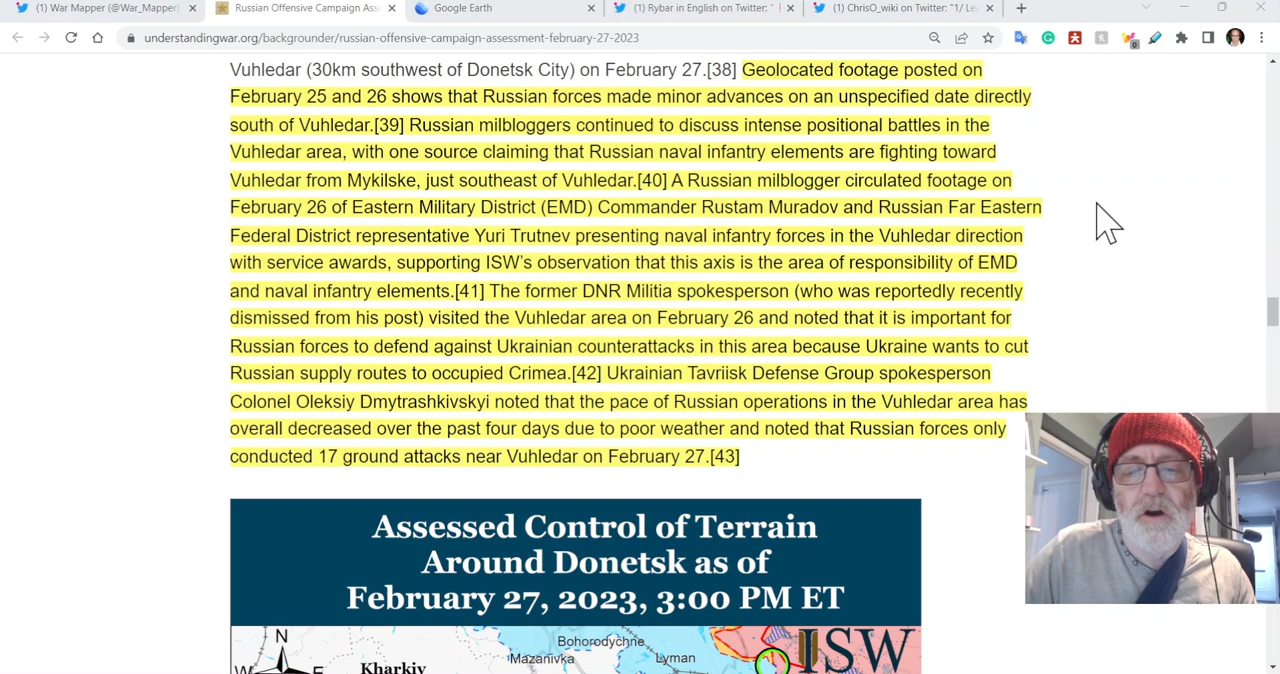 (1) War Mapper (@War_Mapper)
Russian Offensive Campaign Ass
Google Earth
(1) Rybar in English on Twitter: "❗
(1) ChrisO_wiki on Twitter: "1/ Le
understandingwar.org/backgrounder/russian-offensive-campaign-assessment-february-27-2023
Vuhledar (30km southwest of Donetsk City) on February 27.[38] Geolocated footage posted on
February 25 and 26 shows that Russian forces made minor advances on an unspecified date directly
south of Vuhledar.[39] Russian milbloggers continued to discuss intense positional battles in the
Vuhledar area, with one source claiming that Russian naval infantry elements are fighting toward
Vuhledar from Mykilske, just southeast of Vuhledar.[40] A Russian milblogger circulated footage on
February 26 of Eastern Military District (EMD) Commander Rustam Muradov and Russian Far Eastern
Federal District representative Yuri Trutnev presenting naval infantry forces in the Vuhledar direction
with service awards, supporting ISW’s observation that this axis is the area of responsibility of EMD
and naval infantry elements.[41] The former DNR Militia spokesperson (who was reportedly recently
dismissed from his post) visited the Vuhledar area on February 26 and noted that it is important for
Russian forces to defend against Ukrainian counterattacks in this area because Ukraine wants to cut
Russian supply routes to occupied Crimea.[42] Ukrainian Tavriisk Defense Group spokesperson
Colonel Oleksiy Dmytrashkivskyi noted that the pace of Russian operations in the Vuhledar area has
overall decreased over the past four days due to poor weather and noted that Russian forces only
conducted 17 ground attacks near Vuhledar on February 27.[43]
Assessed Control of Terrain
Around Donetsk as of
February 27, 2023, 3:00 PM ET
N
W
E
Kharkiv
Bohorodychne
Mazanivka
Lyman
ISW